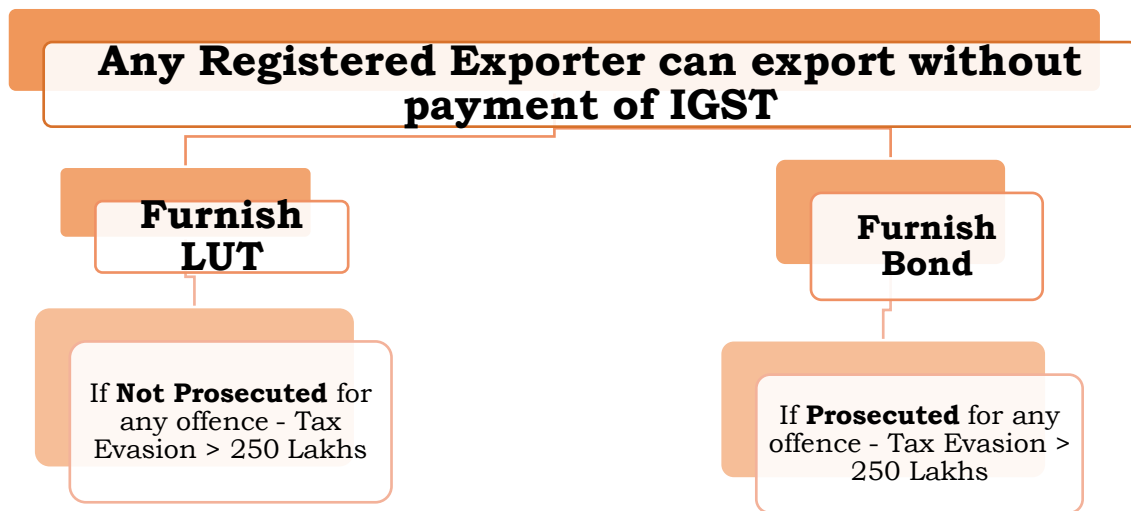 Any Registered Exporter can export without
payment of IGST
Furnish
LUT
Furnish
Bond
If Not Prosecuted for
any offence - Tax
Evasion > 250 Lakhs
If Prosecuted for any
offence - Tax Evasion >
250 Lakhs